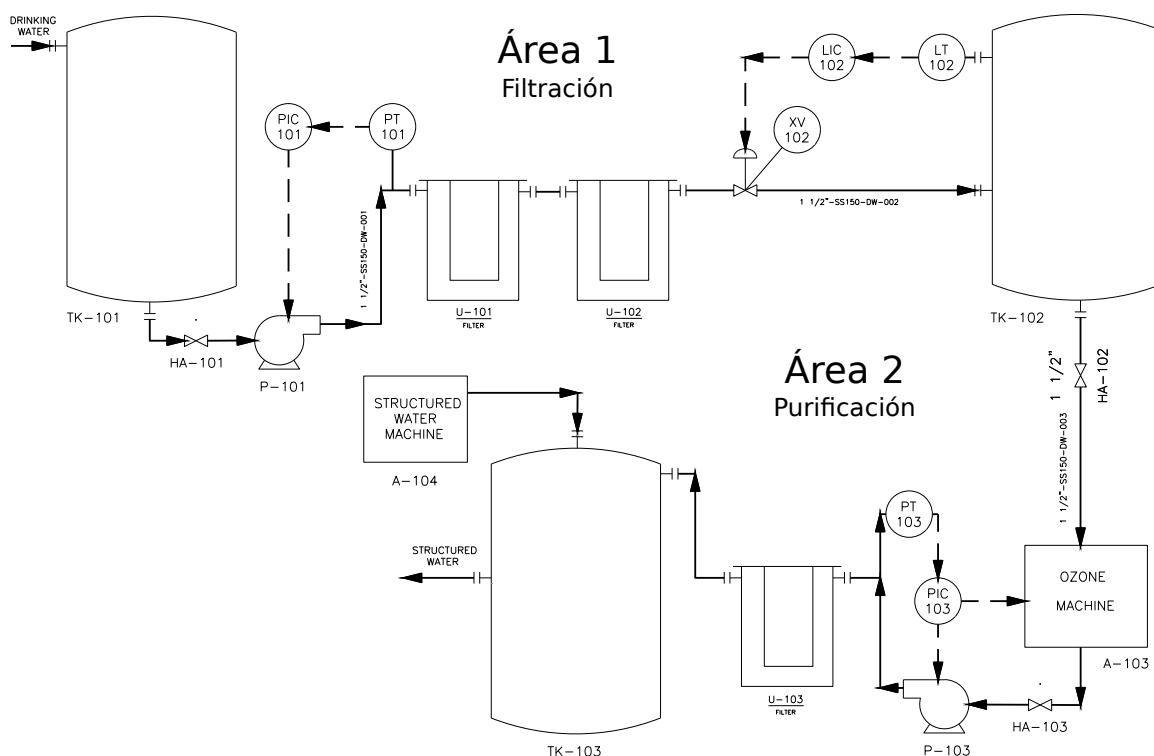 DRINKING
WATER
Área 1
Filtración
PIC
101
PT
101
LIC
102
LT
102
XV
102
1 1/2"-SS150-DW-001
1 1/2"-SS150-DW-002
TK-101
HA-101
P-101
U-101
FILTER
U-102
FILTER
TK-102
Área 2
Purificación
1 1/2"
HA-102
1 1/2"-SS150-DW-003
STRUCTURED
WATER
MACHINE
A-104
STRUCTURED
WATER
PT
103
PIC
103
OZONE
MACHINE
A-103
U-103
FILTER
HA-103
P-103
TK-103